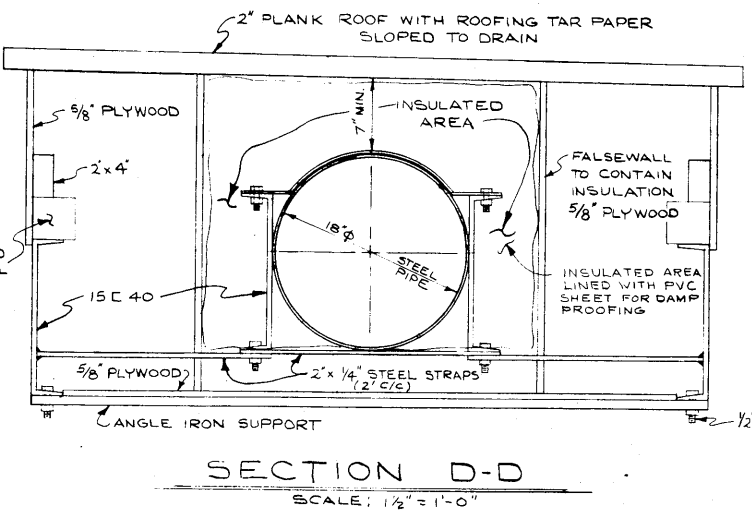 2" PLANK ROOF WITH ROOFING TAR PAPER
SLOPED TO DRAIN
5/8" PLYWOOD
7" MIN.
INSULATED
AREA
2"x4"
FALSEWALL
TO CONTAIN
INSULATION
5/8" PLYWOOD
18"Φ
STEEL
PIPE
15 [ 40
INSULATED AREA
LINED WITH PVC
SHEET FOR DAMP
PROOFING
5/8" PLYWOOD
2" x 1/4" STEEL STRAPS
(2' C/C)
ANGLE IRON SUPPORT
1/2"
SECTION D-D
SCALE: 1 1/2" = 1'-0"